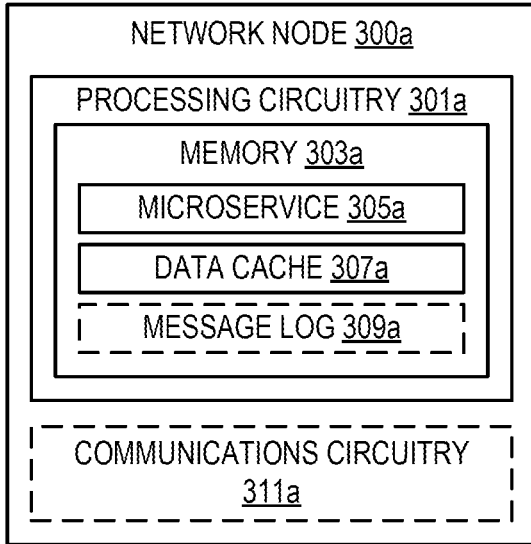 NETWORK NODE 300a
PROCESSING CIRCUITRY 301a
MEMORY 303a
MICROSERVICE 305a
DATA CACHE 307a
MESSAGE LOG 309a
COMMUNICATIONS CIRCUITRY
311a